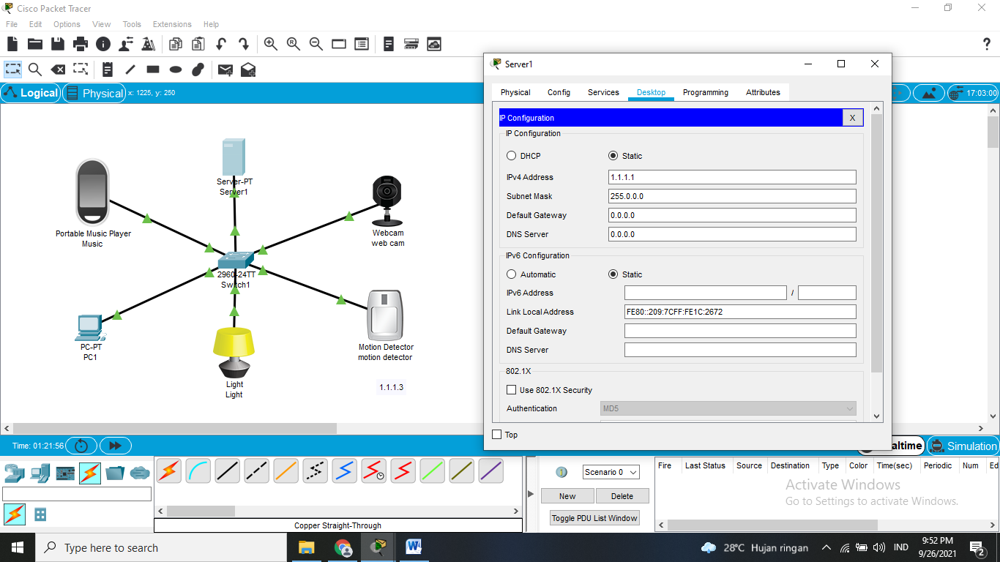 Cisco Packet Tracer
File Edit Options View Tools Extensions Help
Logical Physical x: 1225, y: 250
17:03:00
Server-PT
Server1
Portable Music Player
Music
Webcam
web cam
2960-24TT
Switch1
PC-PT
PC1
Motion Detector
motion detector
Light
Light
1.1.1.3
Server1
Physical Config Services Desktop Programming Attributes
IP Configuration X
IP Configuration
DHCP Static
IPv4 Address 1.1.1.1
Subnet Mask 255.0.0.0
Default Gateway 0.0.0.0
DNS Server 0.0.0.0
IPv6 Configuration
Automatic Static
IPv6 Address /
Link Local Address FE80::209:7CFF:FE1C:2672
Default Gateway
DNS Server
802.1X
Use 802.1X Security
Authentication MD5
Top
Time: 01:21:56 altime Simulation
Scenario 0
New Delete
Toggle PDU List Window
Fire Last Status Source Destination Type Color Time(sec) Periodic Num Ed
Activate Windows
Go to Settings to activate Windows.
Copper Straight-Through
Type here to search
28°C Hujan ringan IND 9:52 PM
9/26/2021 2